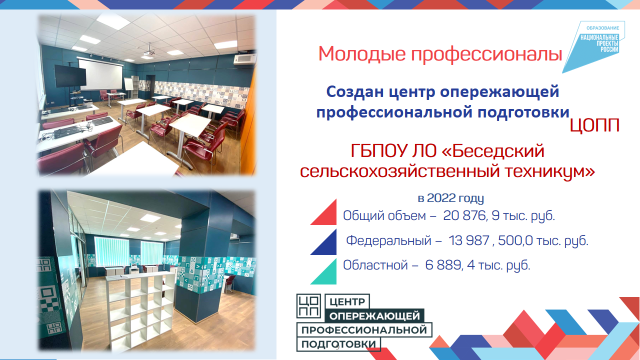 ОБРАЗОВАНИЕ
НАЦИОНАЛЬНЫЕ
ПРОЕКТЫ
РОССИИ
Молодые профессионалы
Создан центр опережающей
профессиональной подготовки
ЦОПП
ГБПОУ ЛО «Беседский
сельскохозяйственный техникум»
в 2022 году
Общий объем – 20 876, 9 тыс. руб.
Федеральный – 13 987 , 500,0 тыс. руб.
Областной – 6 889, 4 тыс. руб.
ЦО
ПП
ЦЕНТР
ОПЕРЕЖАЮЩЕЙ
ПРОФЕССИОНАЛЬНОЙ
ПОДГОТОВКИ